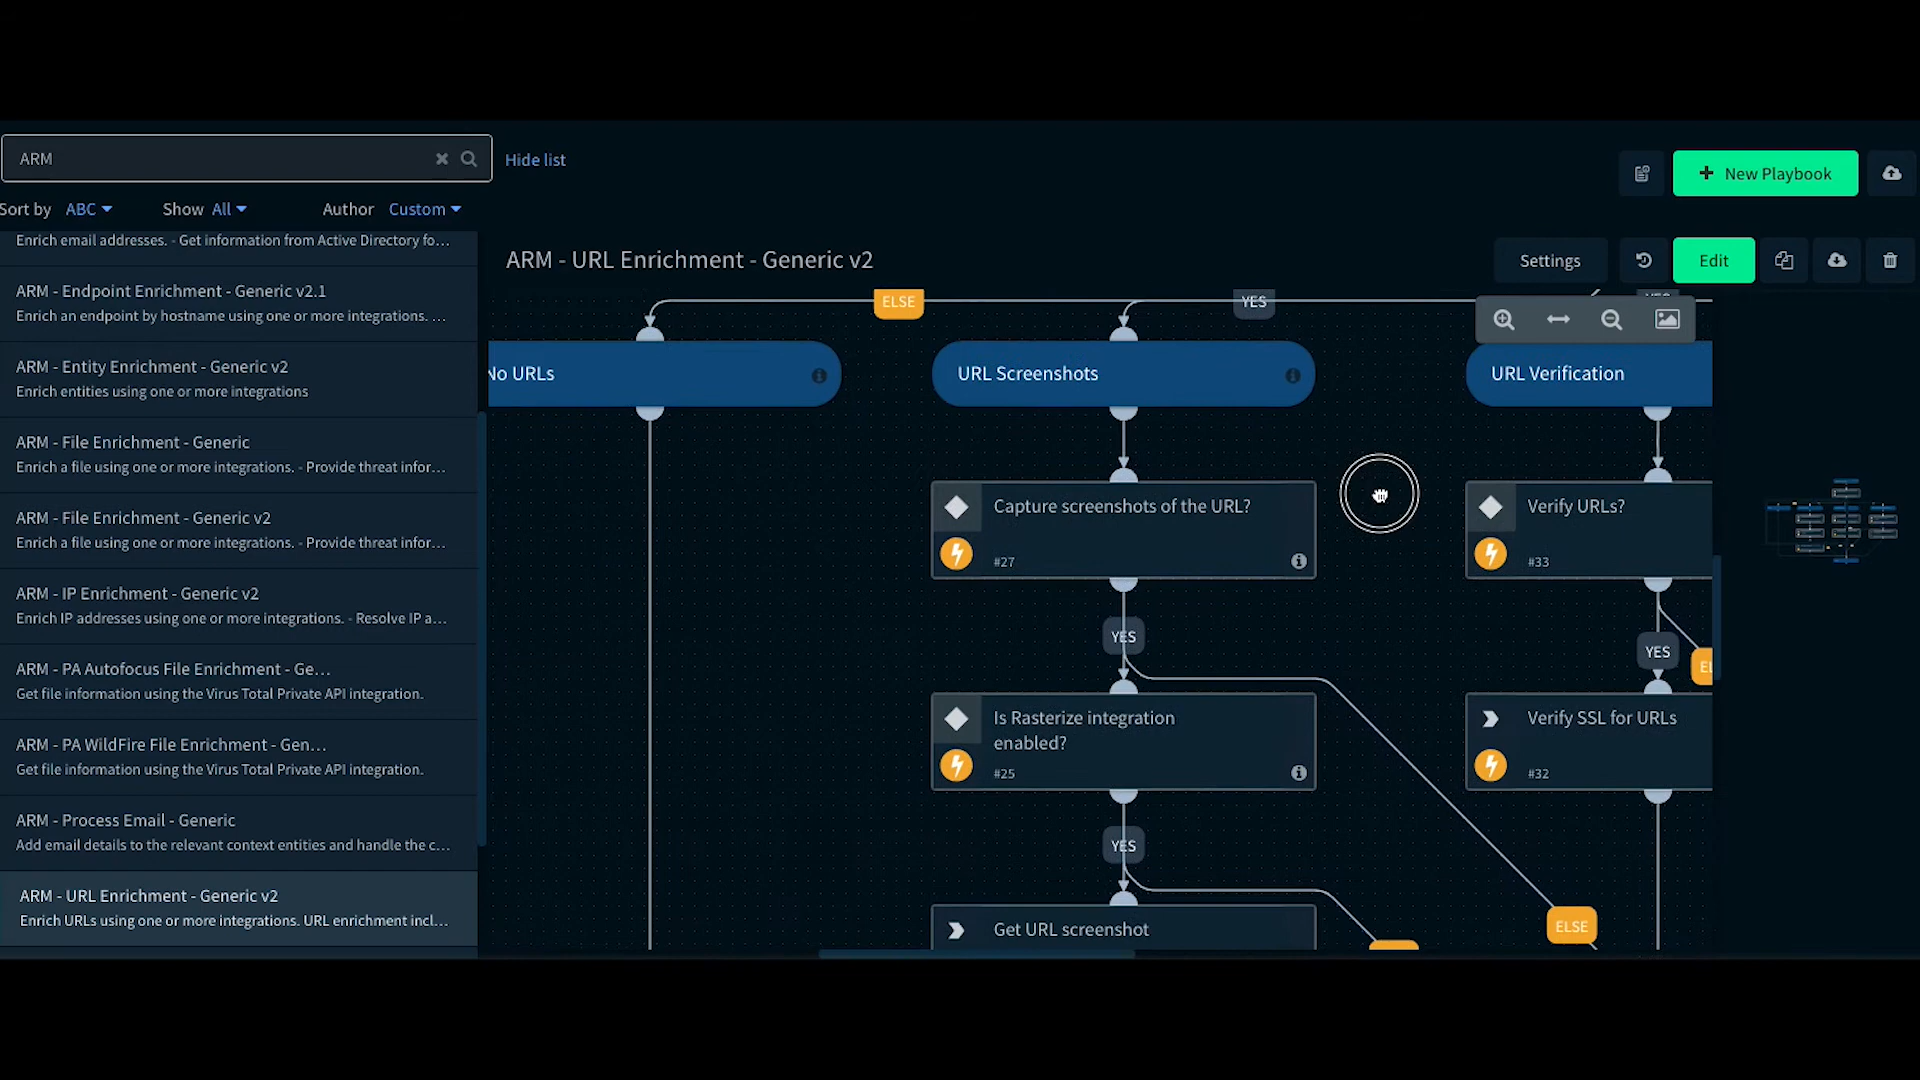 ARM
Hide list
New Playbook
Sort by ABC
Show All
Author Custom
Enrich email addresses. - Get information from Active Directory fo...
ARM - Endpoint Enrichment - Generic v2.1
Enrich an endpoint by hostname using one or more integrations. ...
ARM - Entity Enrichment - Generic v2
Enrich entities using one or more integrations
ARM - File Enrichment - Generic
Enrich a file using one or more integrations. - Provide threat infor...
ARM - File Enrichment - Generic v2
Enrich a file using one or more integrations. - Provide threat infor...
ARM - IP Enrichment - Generic v2
Enrich IP addresses using one or more integrations. - Resolve IP a...
ARM - PA Autofocus File Enrichment - Ge...
Get file information using the Virus Total Private API integration.
ARM - PA WildFire File Enrichment - Gen...
Get file information using the Virus Total Private API integration.
ARM - Process Email - Generic
Add email details to the relevant context entities and handle the c...
ARM - URL Enrichment - Generic v2
Enrich URLs using one or more integrations. URL enrichment incl...
ARM - URL Enrichment - Generic v2
Settings
Edit
ELSE
YES
YES
No URLs
URL Screenshots
URL Verification
Capture screenshots of the URL?
#27
Verify URLs?
#33
YES
YES
EL
Is Rasterize integration
enabled?
#25
Verify SSL for URLs
#32
YES
ELSE
Get URL screenshot